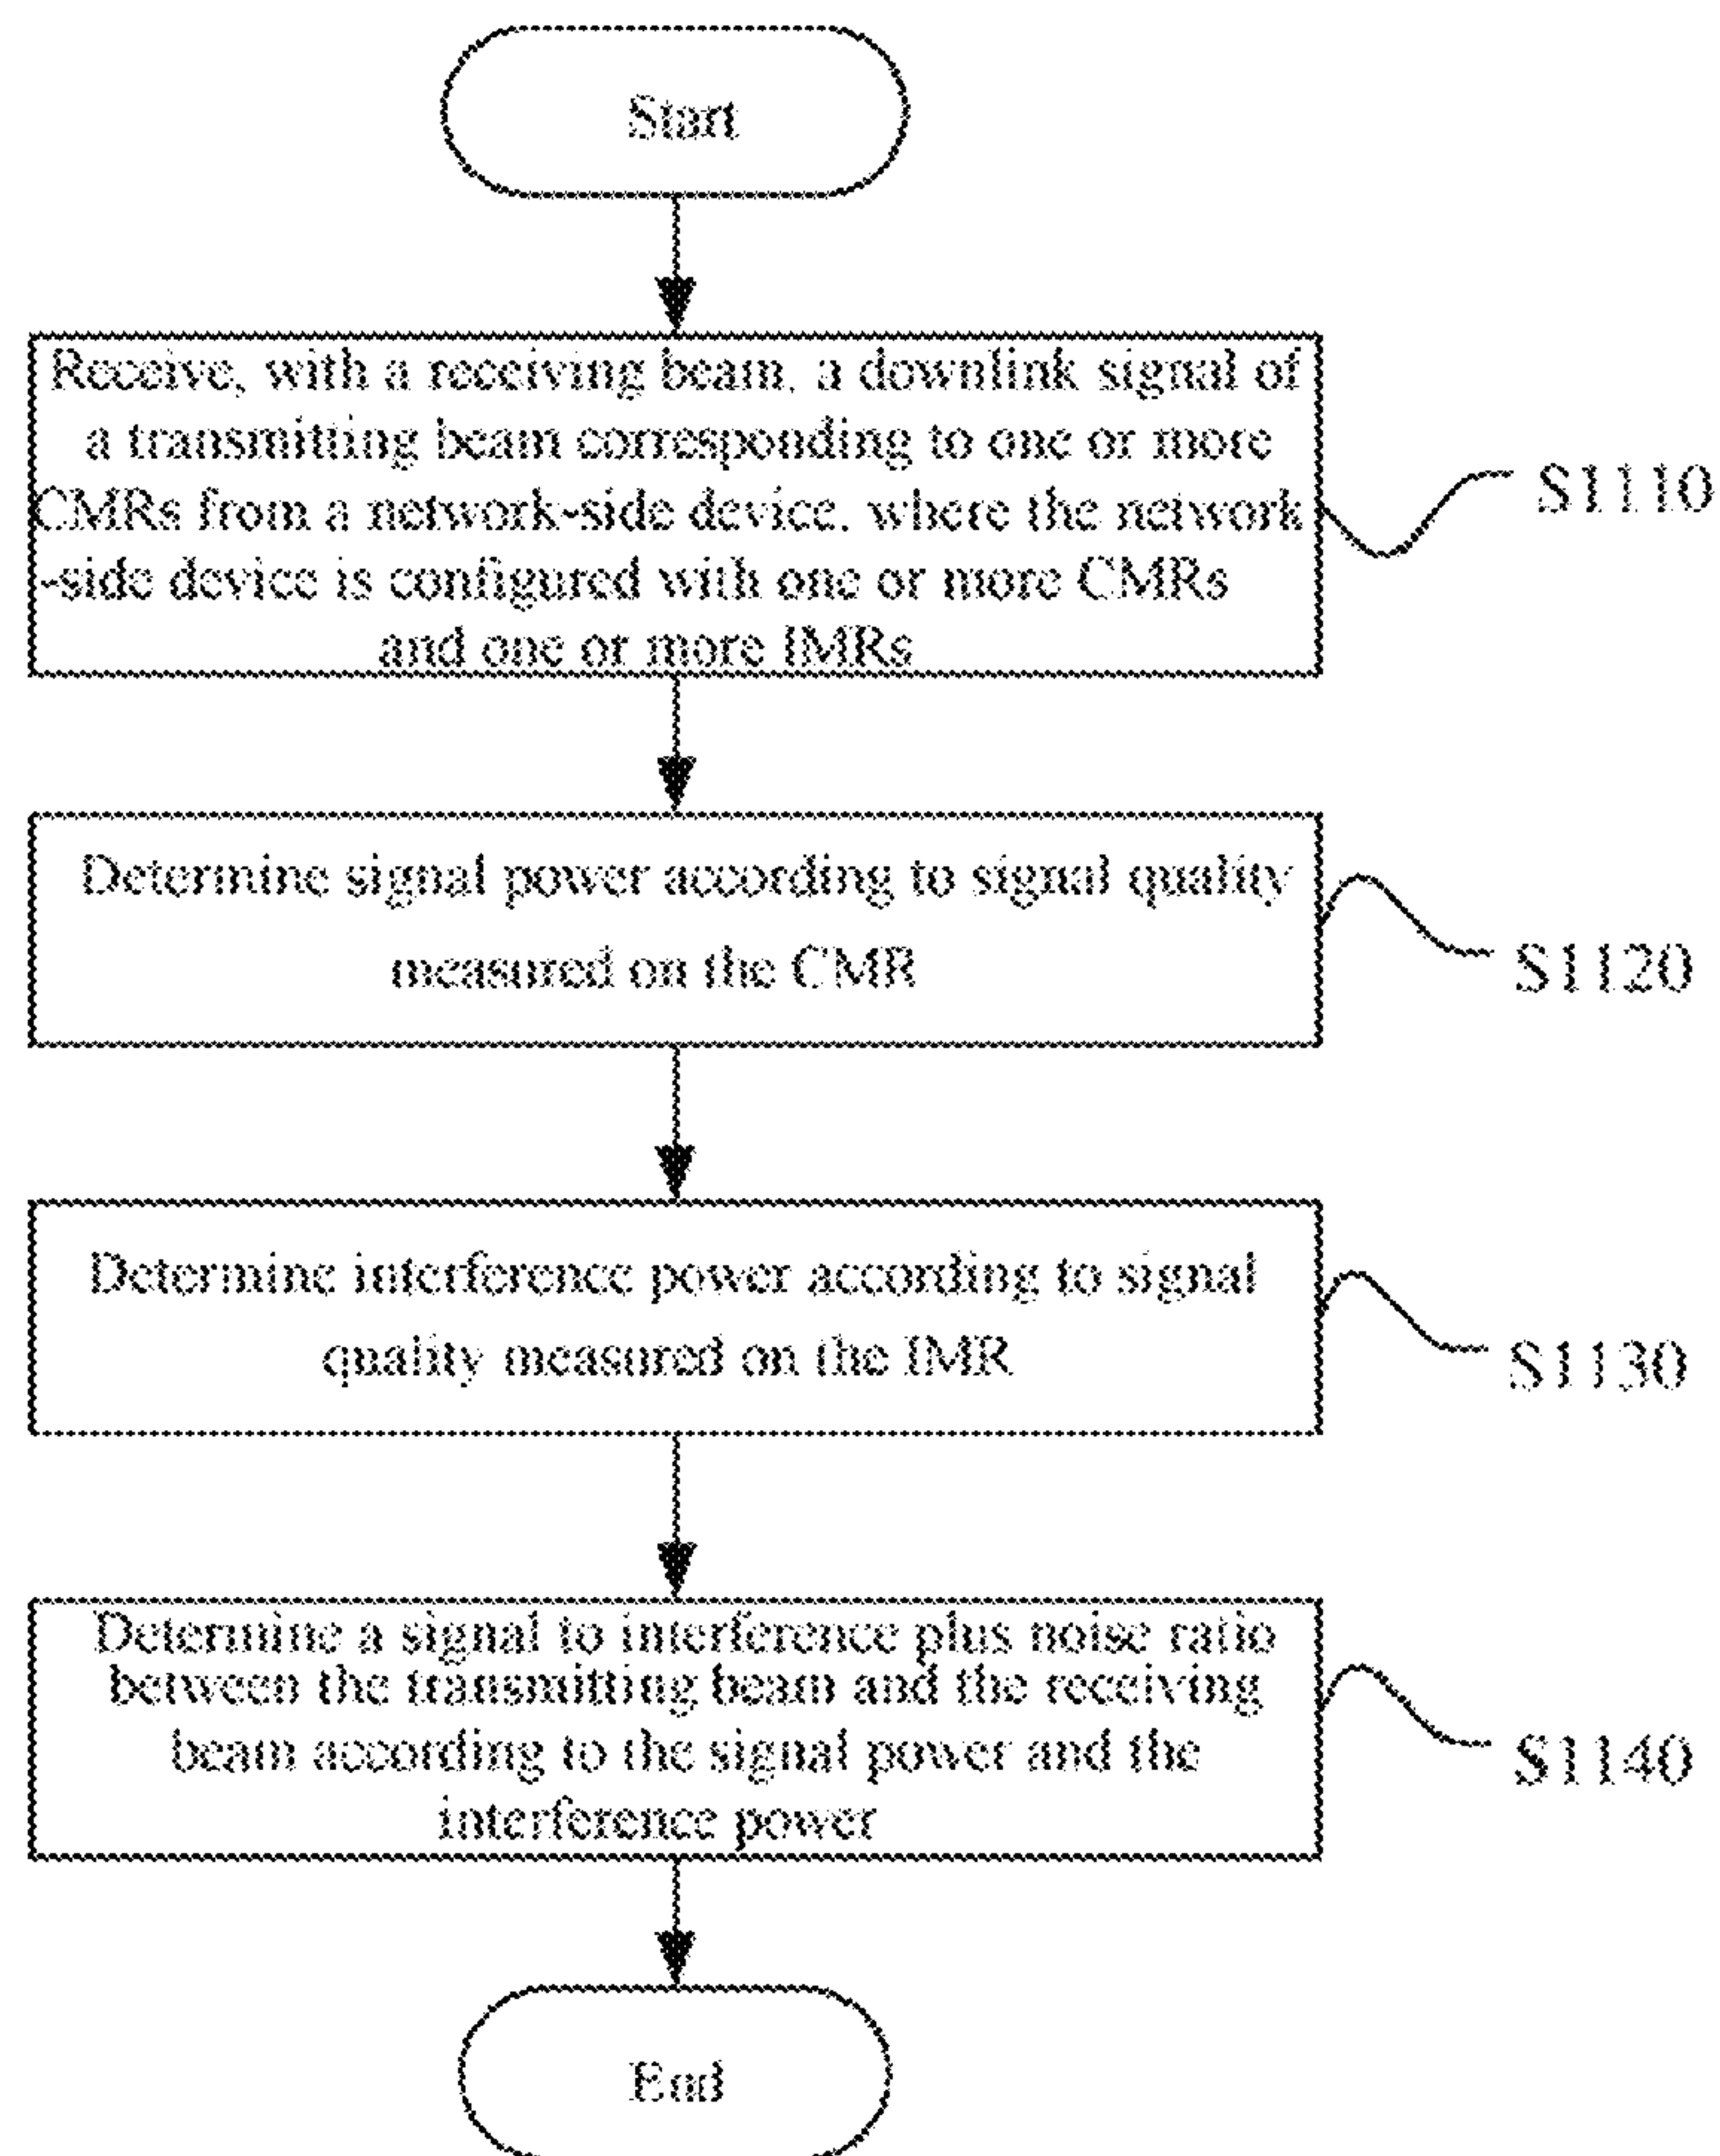 Start
Receive, with a receiving beam, a downlink signal of
a transmitting beam corresponding to one or more
CMRs from a network-side device, where the network
-side device is configured with one or more CMRs
and one or more IMRs
S1110
Determine signal power according to signal quality
measured on the CMR
S1120
Determine interference power according to signal
quality measured on the IMR
S1130
Determine a signal to interference plus noise ratio
between the transmitting beam and the receiving
beam according to the signal power and the
interference power
S1140
End